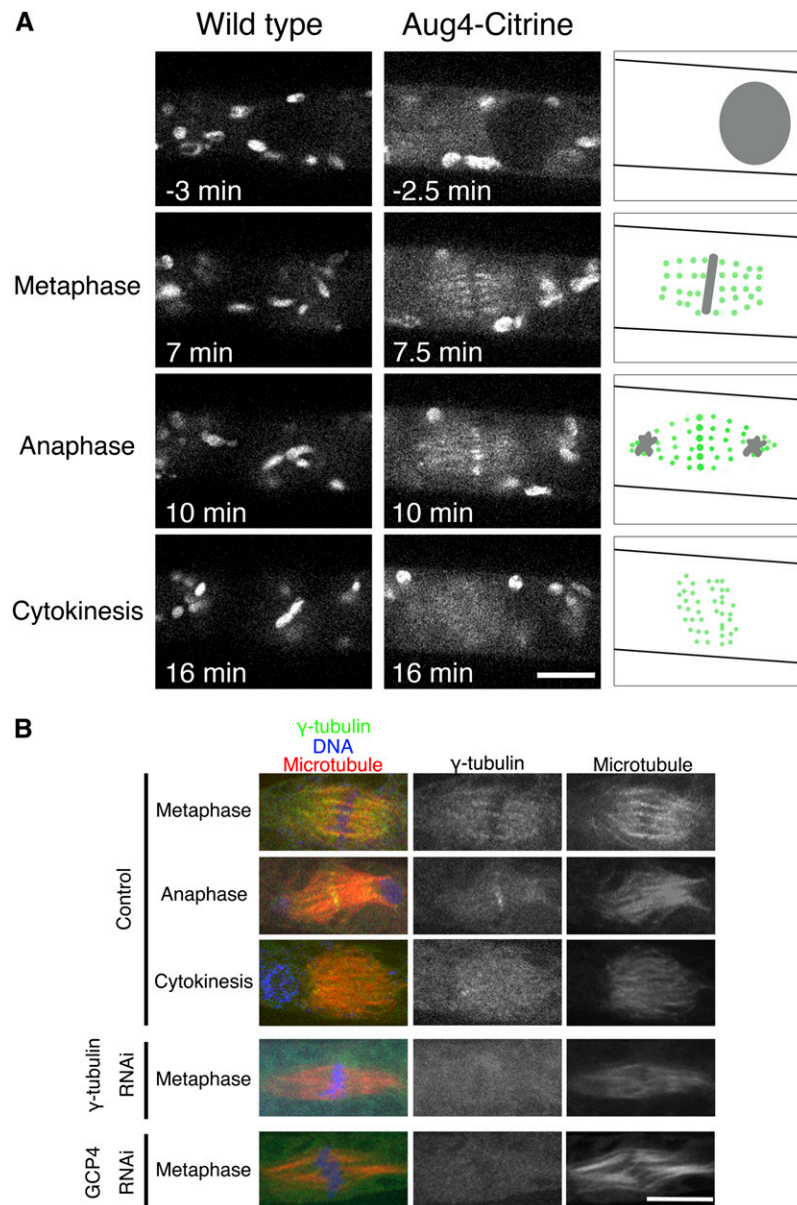 A
Wild type
Aug4-Citrine
-3 min
-2.5 min
Metaphase
7 min
7.5 min
Anaphase
10 min
10 min
Cytokinesis
16 min
16 min
B
γ-tubulin
DNA
Microtubule
γ-tubulin
Microtubule
Control
Metaphase
Anaphase
Cytokinesis
γ-tubulin
RNAi
Metaphase
GCP4
RNAi
Metaphase